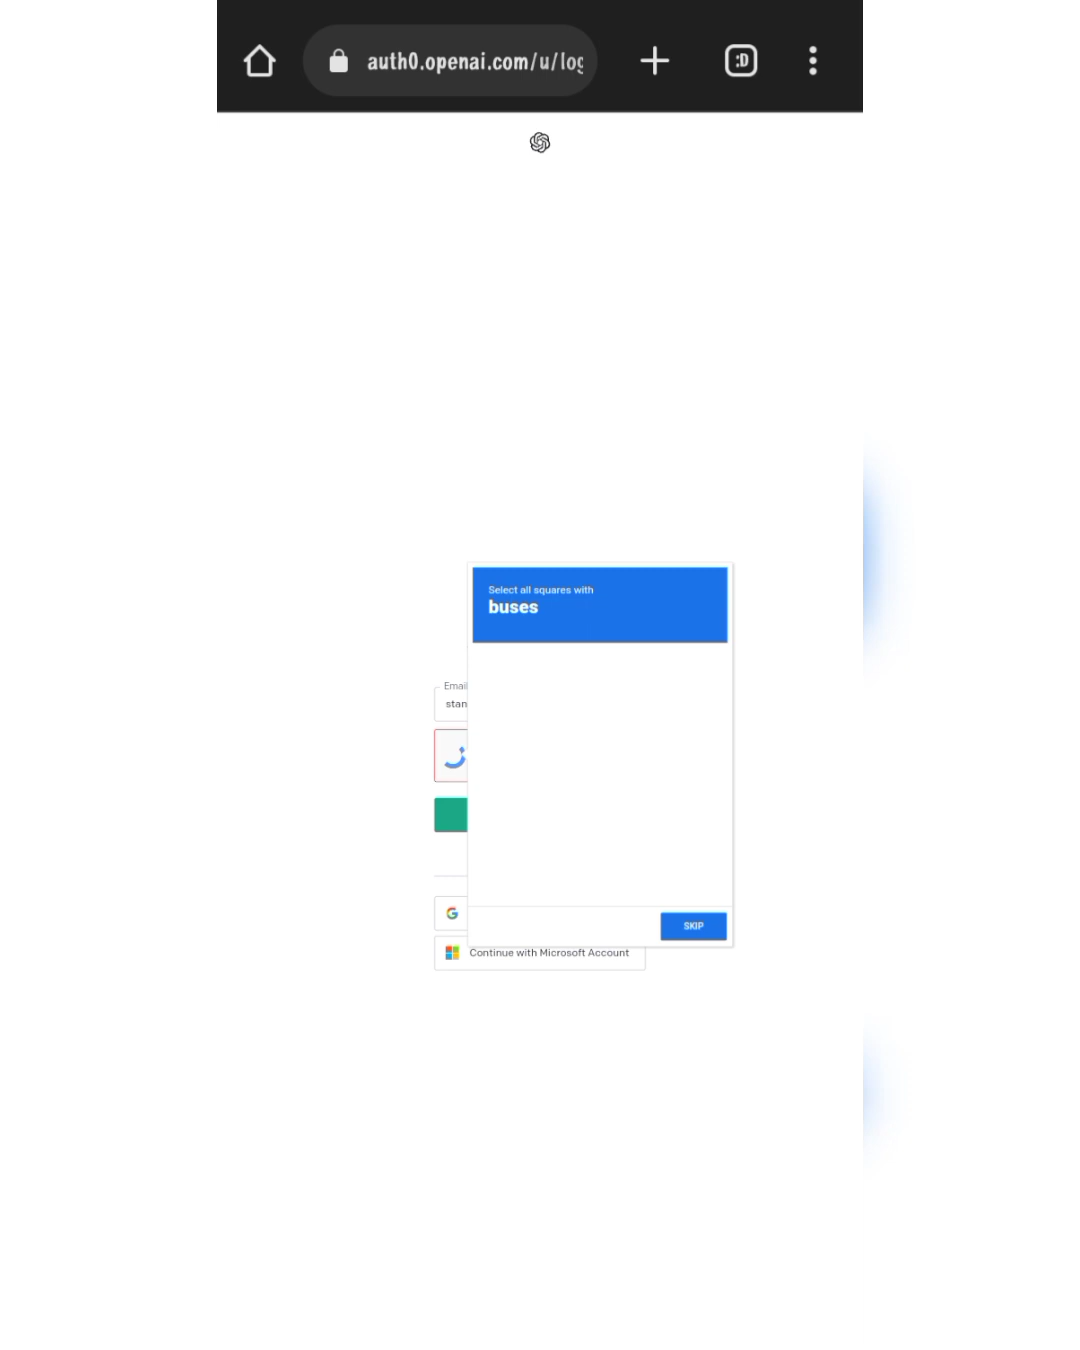 auth0.openai.com/u/log
:D
Select all squares with
buses
Email
stan
SKIP
Continue with Microsoft Account